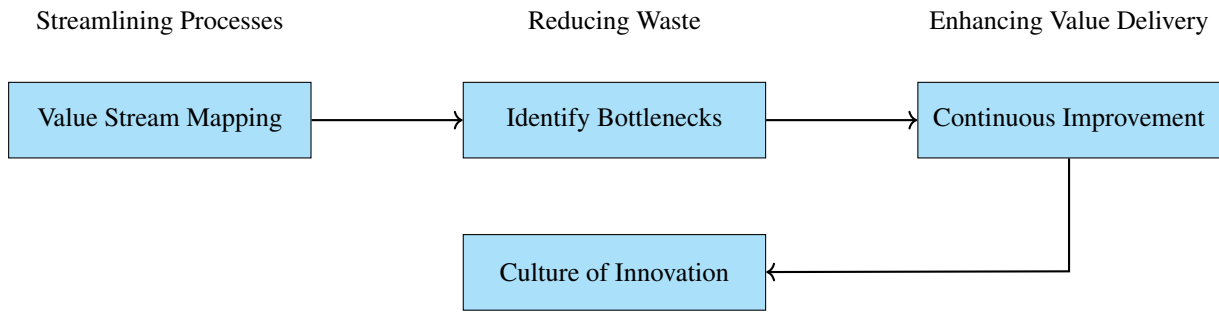 Streamlining Processes
Reducing Waste
Enhancing Value Delivery
Value Stream Mapping
Identify Bottlenecks
Continuous Improvement
Culture of Innovation